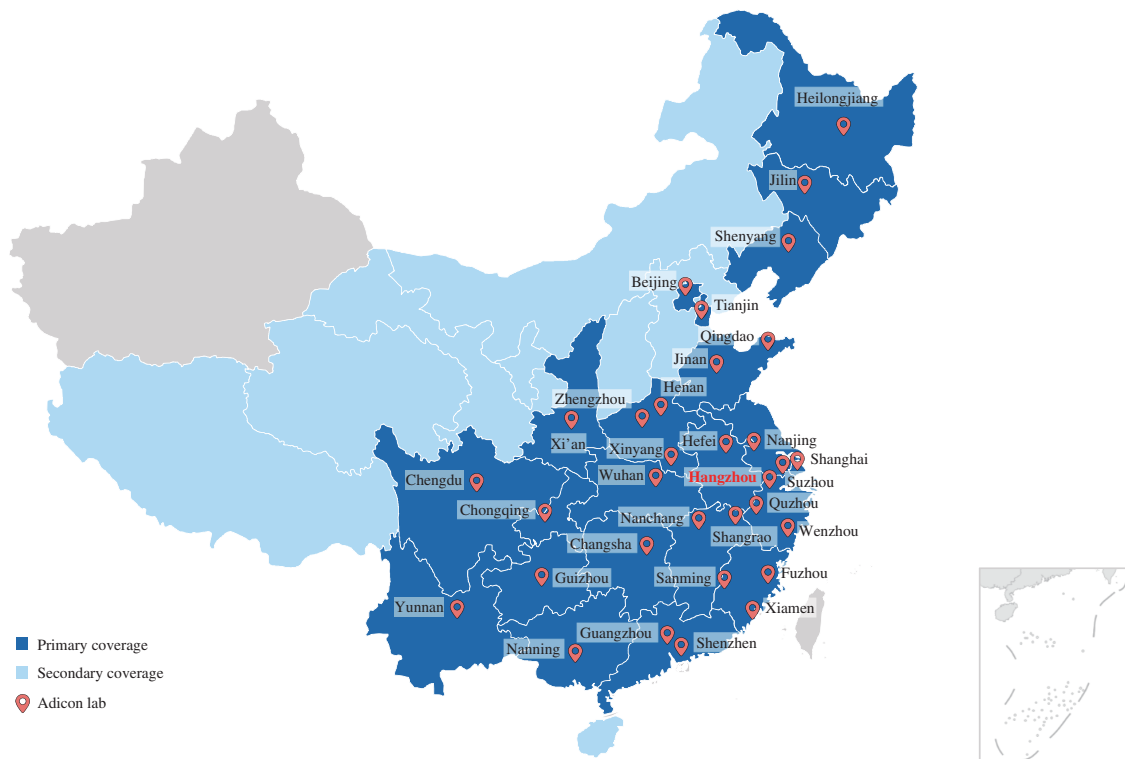 Heilongjiang
Jilin
Shenyang
Beijing
Tianjin
Qingdao
Jinan
Henan
Zhengzhou
Xi’an
Xinyang
Hefei
Nanjing
Shanghai
Wuhan
Hangzhou
Suzhou
Chengdu
Chongqing
Quzhou
Nanchang
Shangrao
Wenzhou
Changsha
Guizhou
Sanming
Fuzhou
Yunnan
Xiamen
Guangzhou
Shenzhen
Nanning
Primary coverage
Secondary coverage
Adicon lab